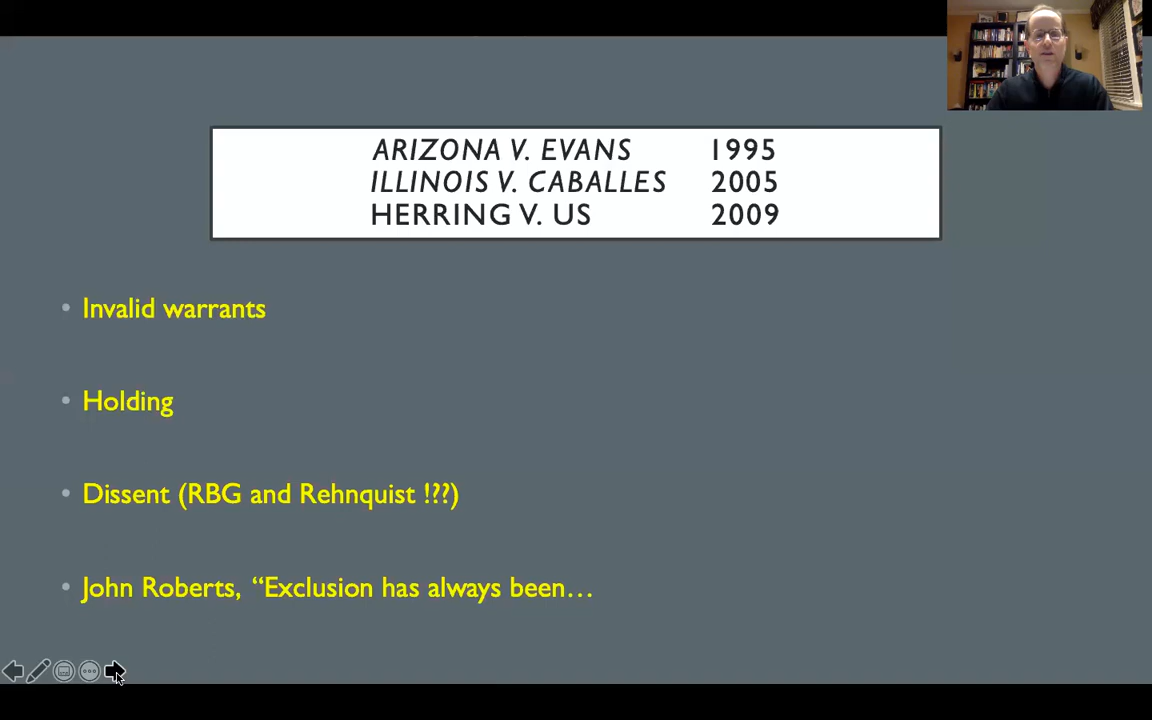 ARIZONA V. EVANS 1995
ILLINOIS V. CABALLES 2005
HERRING V. US 2009
• Invalid warrants
• Holding
• Dissent (RBG and Rehnquist !??)
• John Roberts, “Exclusion has always been…